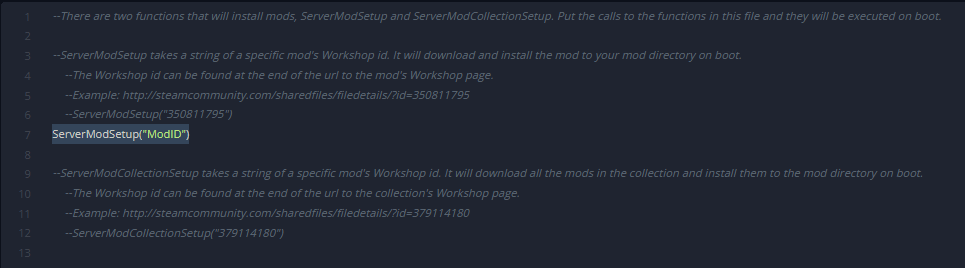 1 --There are two functions that will install mods, ServerModSetup and ServerModCollectionSetup. Put the calls to the functions in this file and they will be executed on boot.
2
3 --ServerModSetup takes a string of a specific mod's Workshop id. It will download and install the mod to your mod directory on boot.
4 --The Workshop id can be found at the end of the url to the mod's Workshop page.
5 --Example: http://steamcommunity.com/sharedfiles/filedetails/?id=350811795
6 --ServerModSetup("350811795")
7 ServerModSetup("ModID")
8
9 --ServerModCollectionSetup takes a string of a specific mod's Workshop id. It will download all the mods in the collection and install them to the mod directory on boot.
10 --The Workshop id can be found at the end of the url to the collection's Workshop page.
11 --Example: http://steamcommunity.com/sharedfiles/filedetails/?id=379114180
12 --ServerModCollectionSetup("379114180")
13